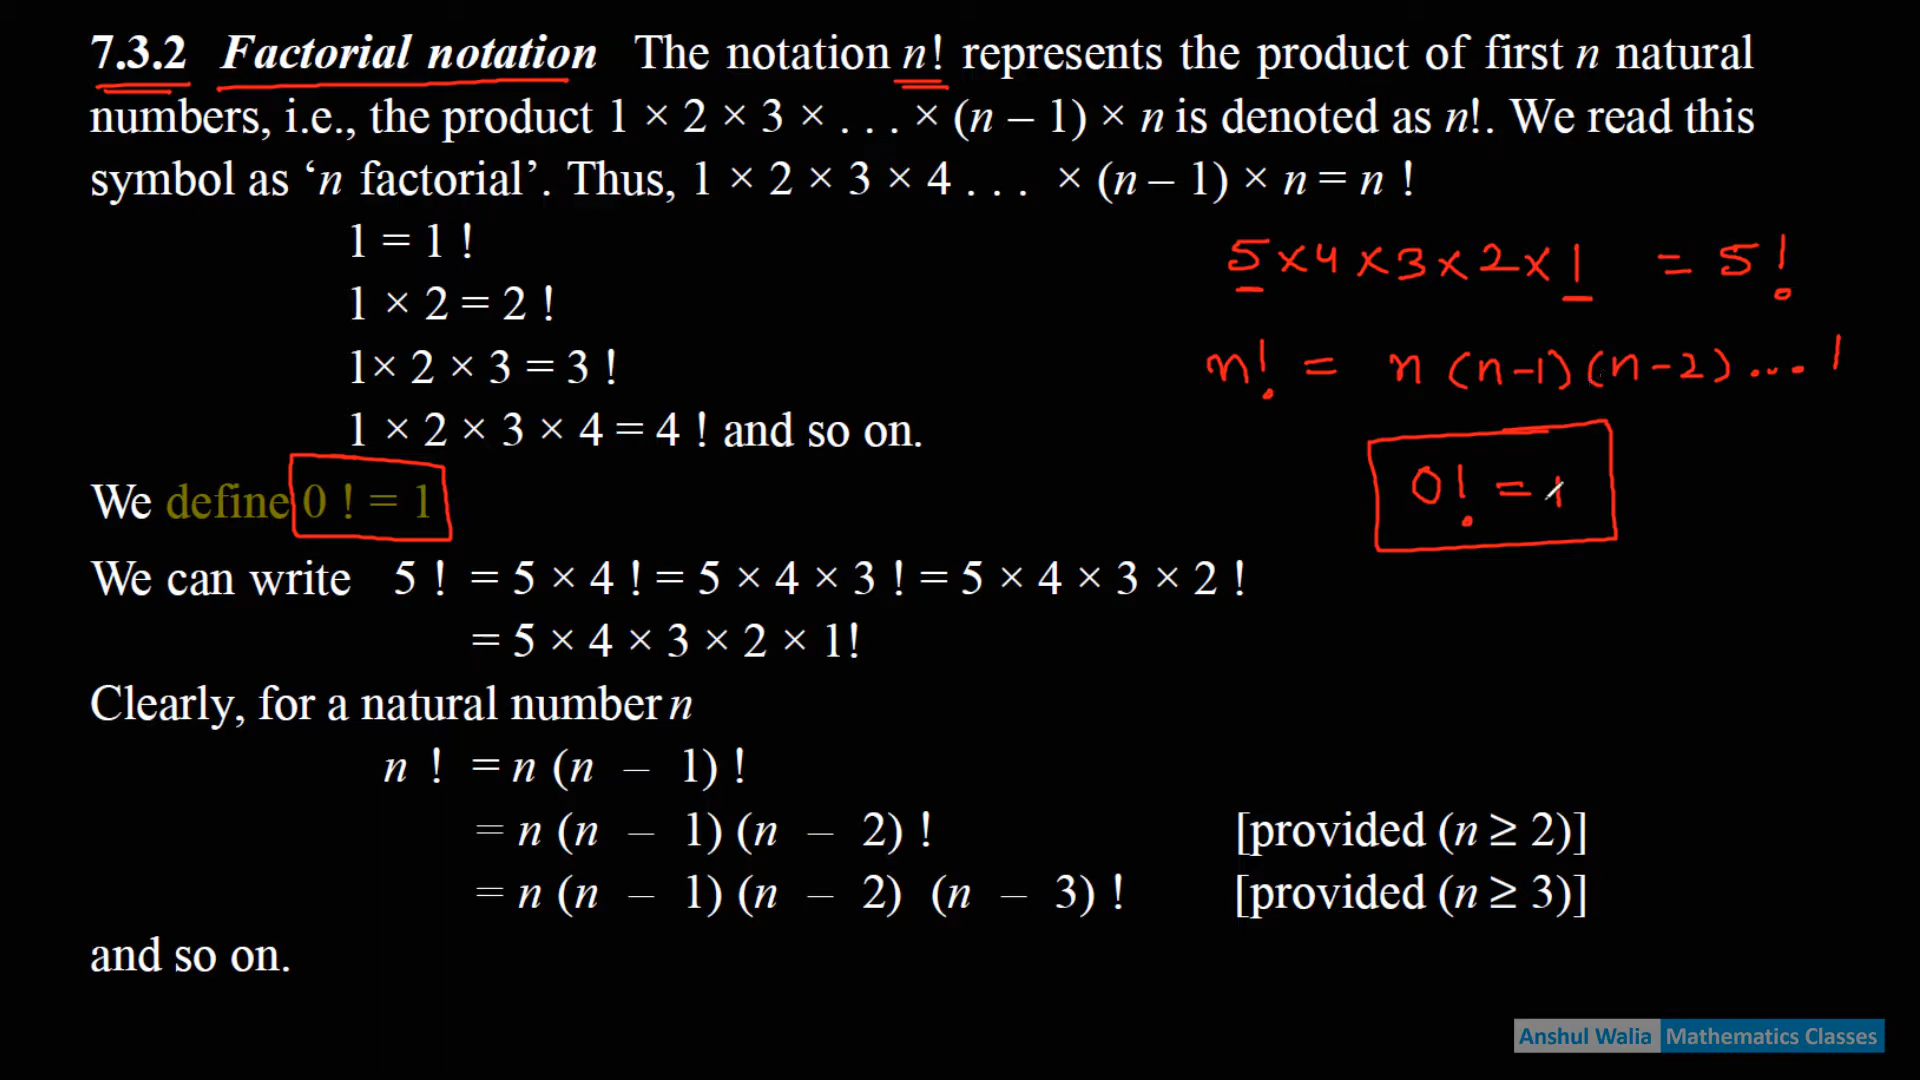 7.3.2 Factorial notation The notation n! represents the product of first n natural
numbers, i.e., the product 1 × 2 × 3 × . . . × (n – 1) × n is denoted as n!. We read this
symbol as ‘n factorial’. Thus, 1 × 2 × 3 × 4 . . . × (n – 1) × n = n !
1 = 1 !
1 × 2 = 2 !
1× 2 × 3 = 3 !
1 × 2 × 3 × 4 = 4 ! and so on.
5 × 4 × 3 × 2 × 1 = 5!
n! = n (n-1) (n-2) ... 1
0! = 1
We define 0 ! = 1
We can write 5 ! = 5 × 4 ! = 5 × 4 × 3 ! = 5 × 4 × 3 × 2 !
= 5 × 4 × 3 × 2 × 1!
Clearly, for a natural number n
n ! = n (n – 1) !
= n (n – 1) (n – 2) ! [provided (n ≥ 2)]
= n (n – 1) (n – 2) (n – 3) ! [provided (n ≥ 3)]
and so on.
Anshul Walia Mathematics Classes